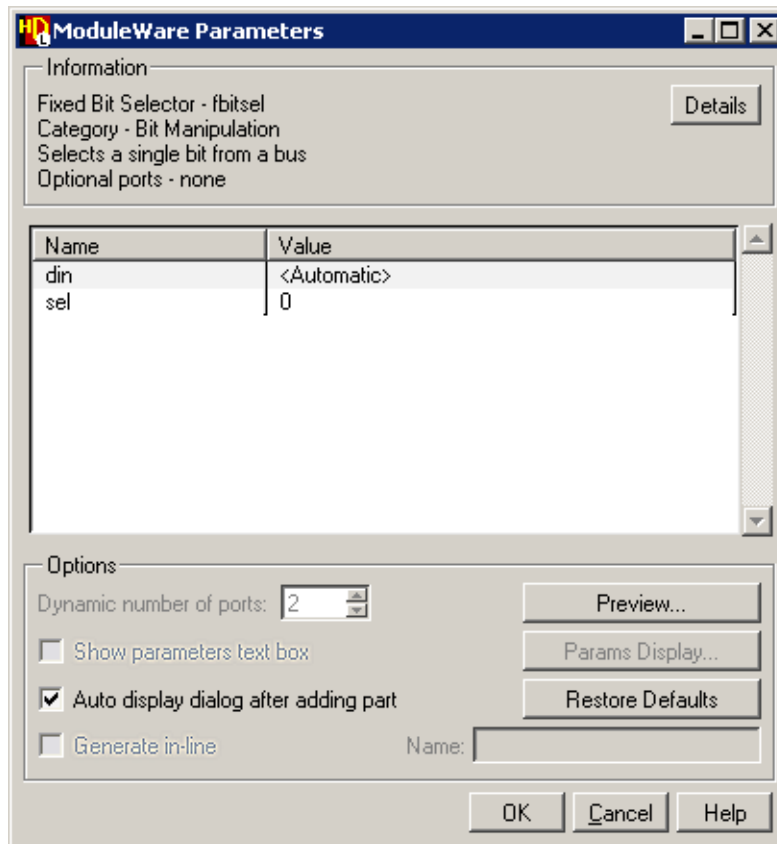 HDL ModuleWare Parameters
Information
Fixed Bit Selector - fbitsel
Details
Category - Bit Manipulation
Selects a single bit from a bus
Optional ports - none
Name Value
din <Automatic>
sel 0
Options
Dynamic number of ports: 2
Preview...
Show parameters text box
Params Display...
Auto display dialog after adding part
Restore Defaults
Generate in-line
Name:
OK Cancel Help